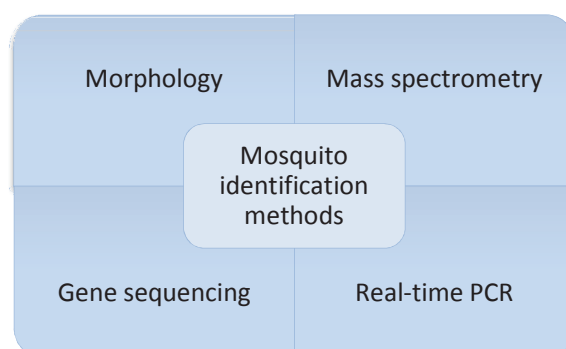 Morphology
Mass spectrometry
Mosquito
identification
methods
Gene sequencing
Real-time PCR